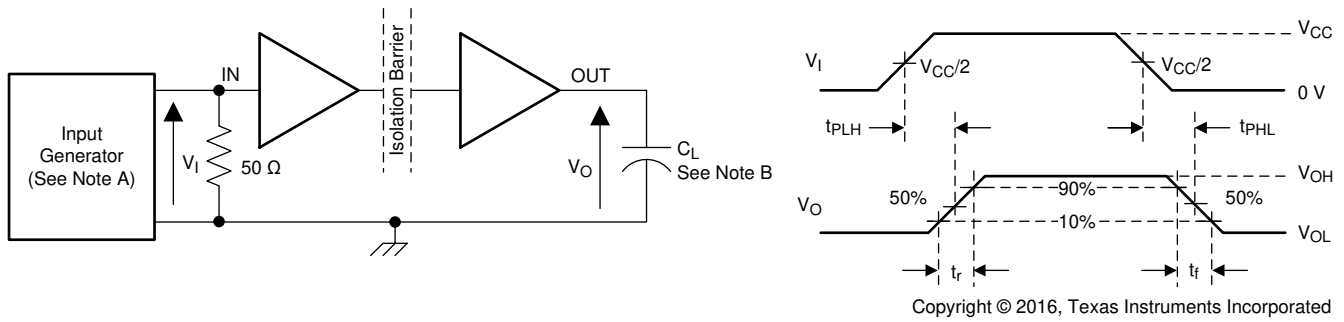 Input
Generator
(See Note A)
V_I
IN
50 Ω
Isolation Barrier
OUT
V_O
C_L
See Note B
V_I
V_CC/2
V_CC/2
V_CC
0 V
t_PLH
t_PHL
V_O
50%
90%
10%
50%
V_OH
V_OL
t_r
t_f
Copyright © 2016, Texas Instruments Incorporated